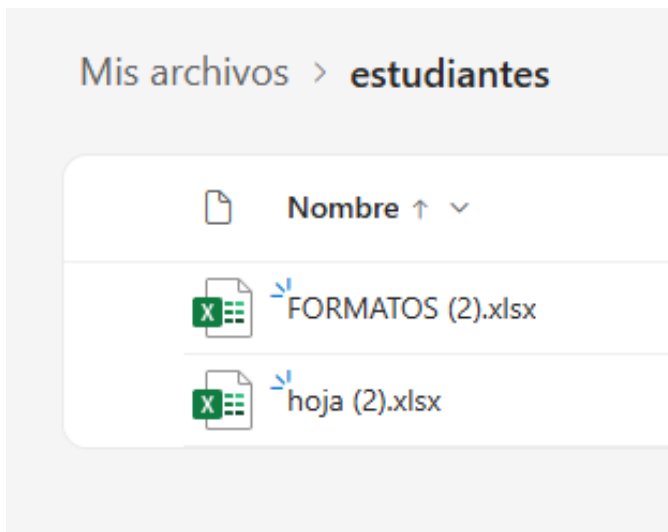 Mis archivos > estudiantes
Nombre ↑
FORMATOS (2).xlsx
hoja (2).xlsx